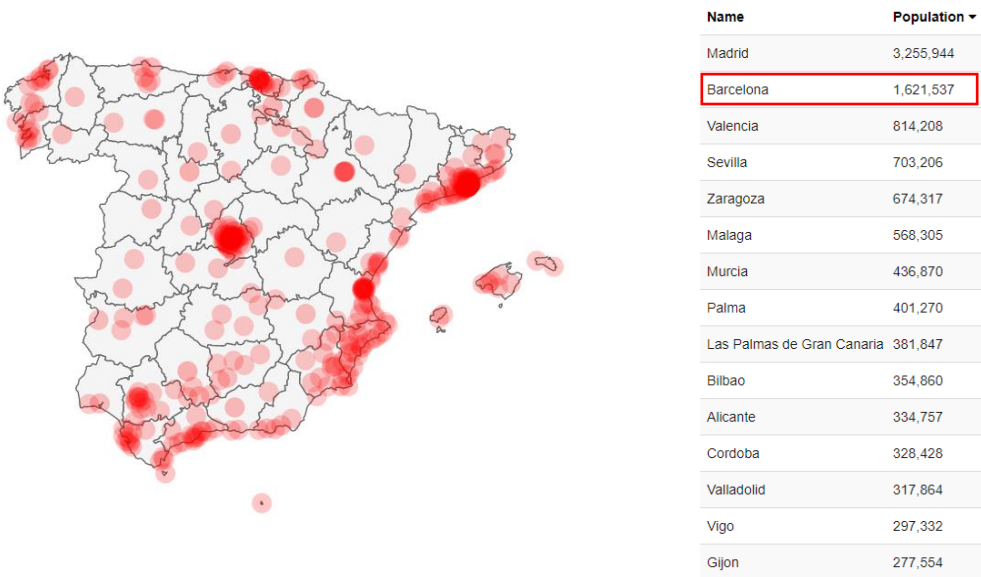 Name Population
Madrid 3,255,944
Barcelona 1,621,537
Valencia 814,208
Sevilla 703,206
Zaragoza 674,317
Malaga 568,305
Murcia 436,870
Palma 401,270
Las Palmas de Gran Canaria 381,847
Bilbao 354,860
Alicante 334,757
Cordoba 328,428
Valladolid 317,864
Vigo 297,332
Gijon 277,554